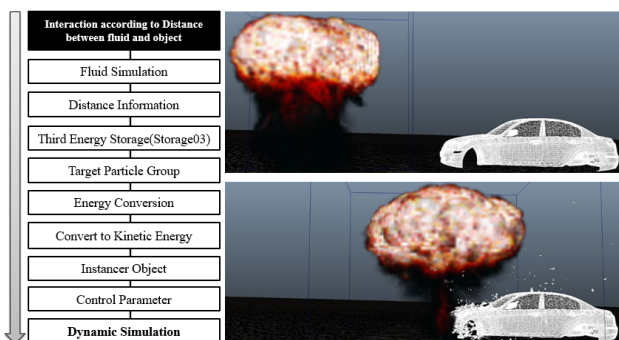 Interaction according to Distance
between fluid and object
Fluid Simulation
Distance Information
Third Energy Storage(Storage03)
Target Particle Group
Energy Conversion
Convert to Kinetic Energy
Instancer Object
Control Parameter
Dynamic Simulation